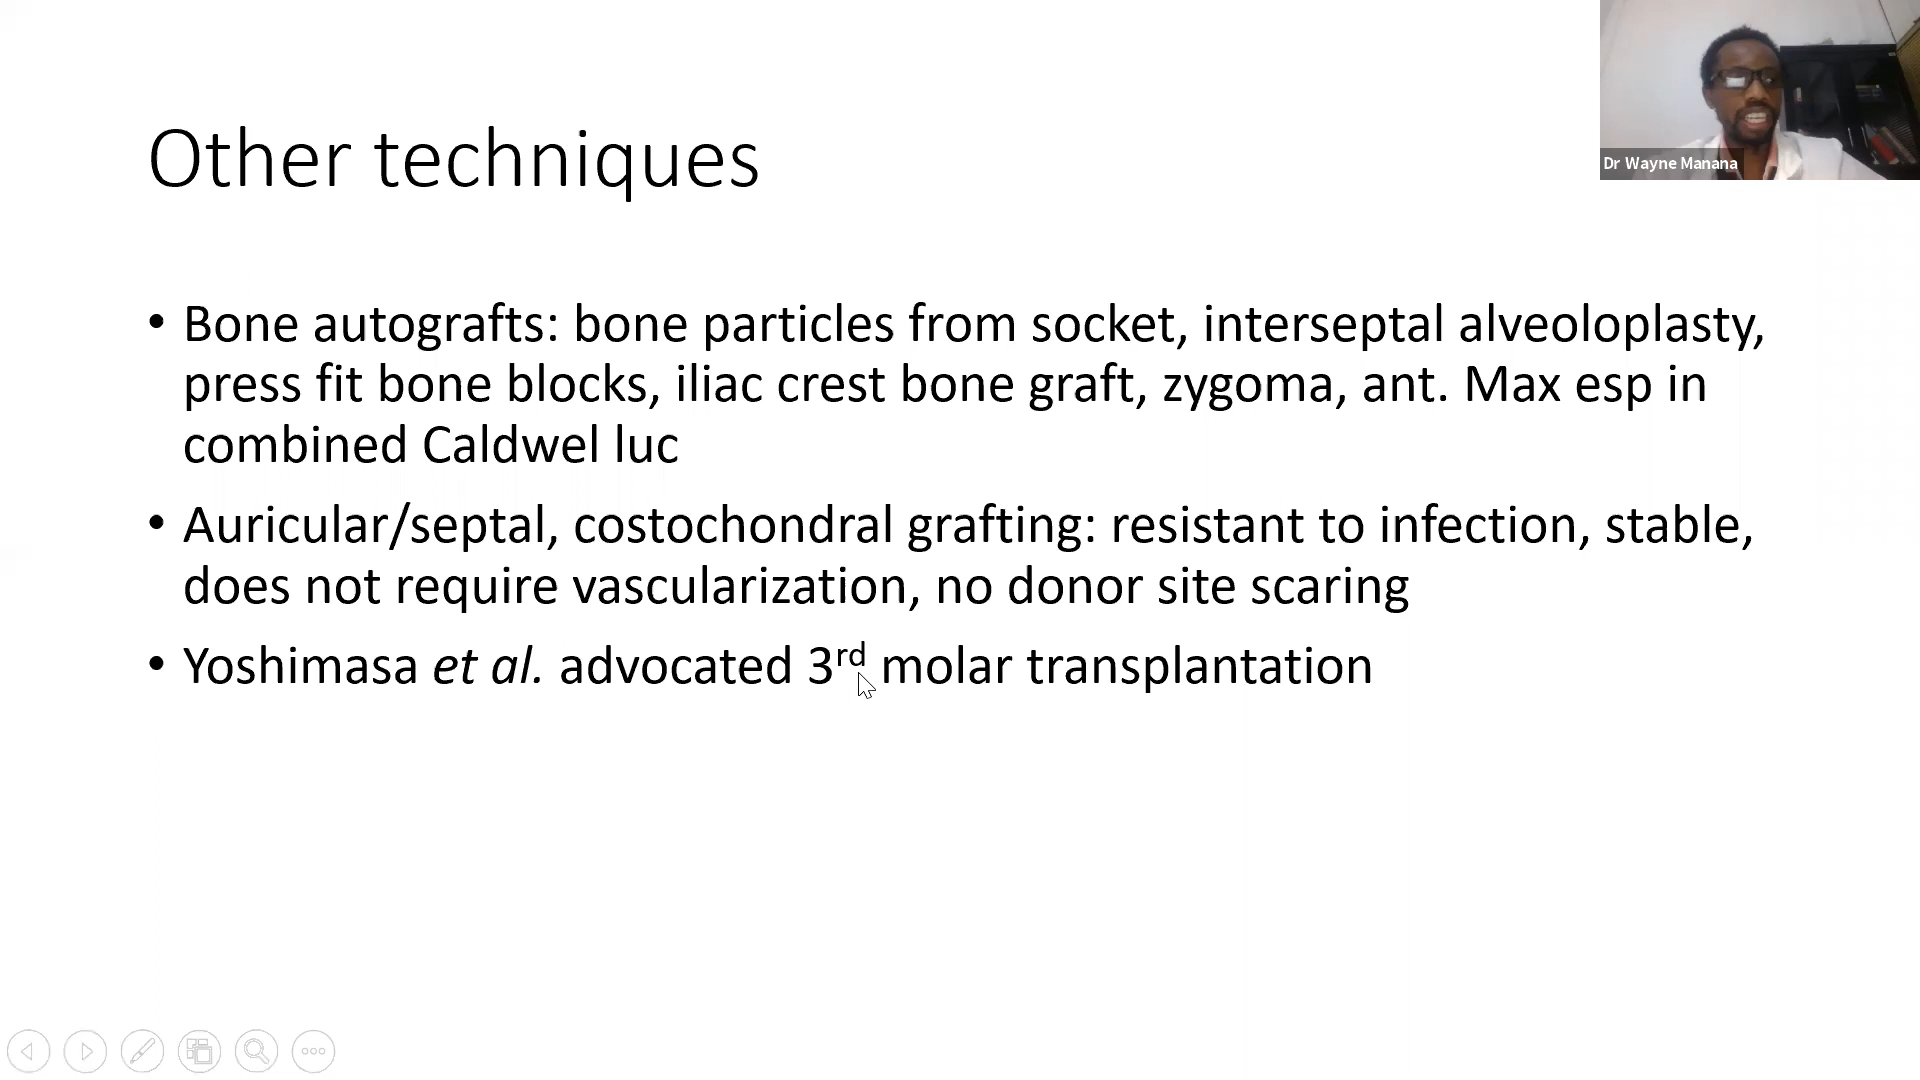 Other techniques
Dr Wayne Manana
• Bone autografts: bone particles from socket, interseptal alveoloplasty,
press fit bone blocks, iliac crest bone graft, zygoma, ant. Max esp in
combined Caldwel luc
• Auricular/septal, costochondral grafting: resistant to infection, stable,
does not require vascularization, no donor site scaring
• Yoshimasa et al. advocated 3rd molar transplantation